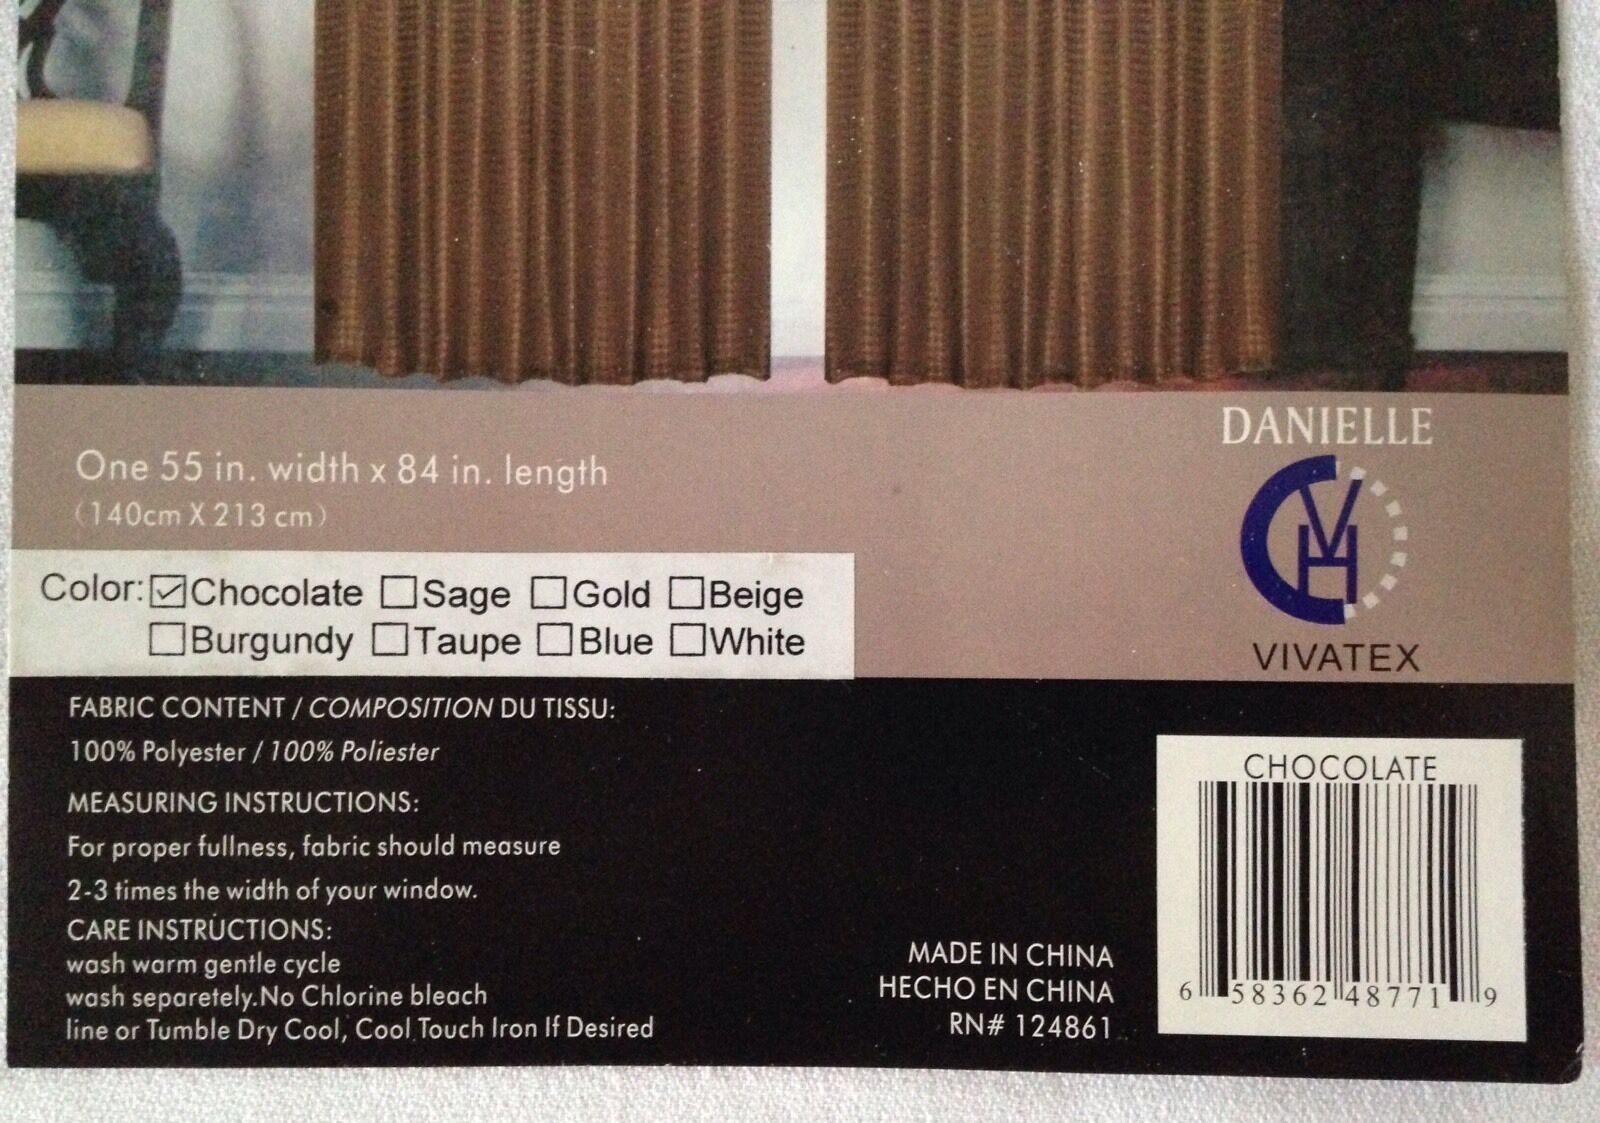 One 55 in. width x 84 in. length
(140cm X 213 cm)
DANIELLE
CVH
VIVATEX
Color: Chocolate Sage Gold Beige
Burgundy Taupe Blue White
FABRIC CONTENT / COMPOSITION DU TISSU:
100% Polyester / 100% Poliester
MEASURING INSTRUCTIONS:
For proper fullness, fabric should measure
2-3 times the width of your window.
CARE INSTRUCTIONS:
wash warm gentle cycle
wash separetely.No Chlorine bleach
line or Tumble Dry Cool, Cool Touch Iron If Desired
MADE IN CHINA
HECHO EN CHINA
RN# 124861
CHOCOLATE
6 58362 48771 9